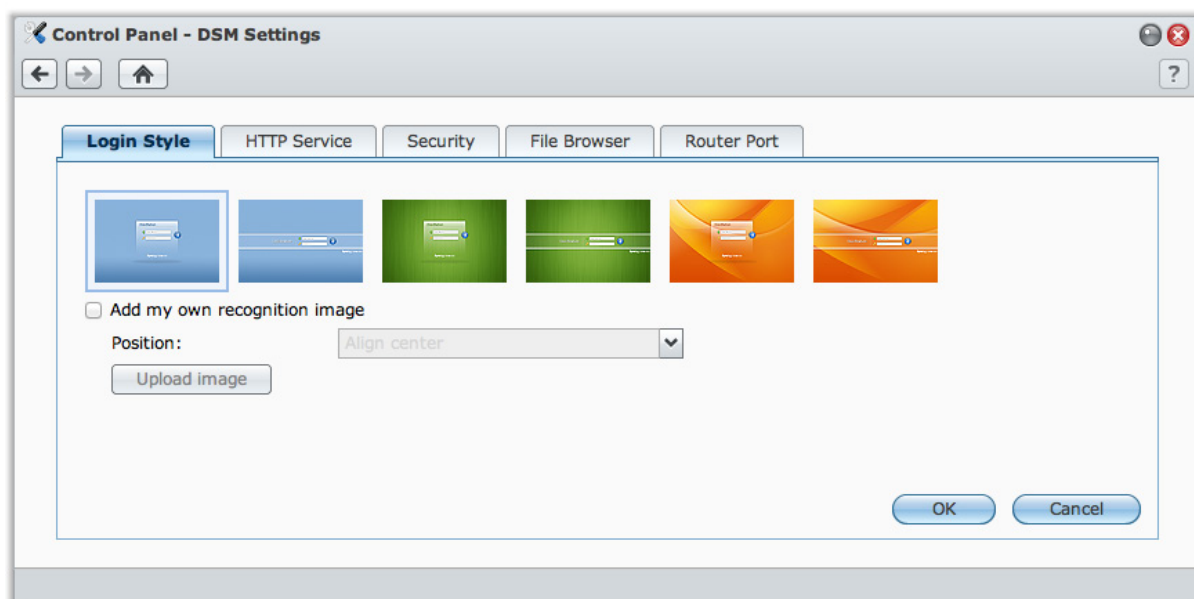 Control Panel - DSM Settings
?
Login Style
HTTP Service
Security
File Browser
Router Port
Add my own recognition image
Position:
Align center
Upload image
OK
Cancel